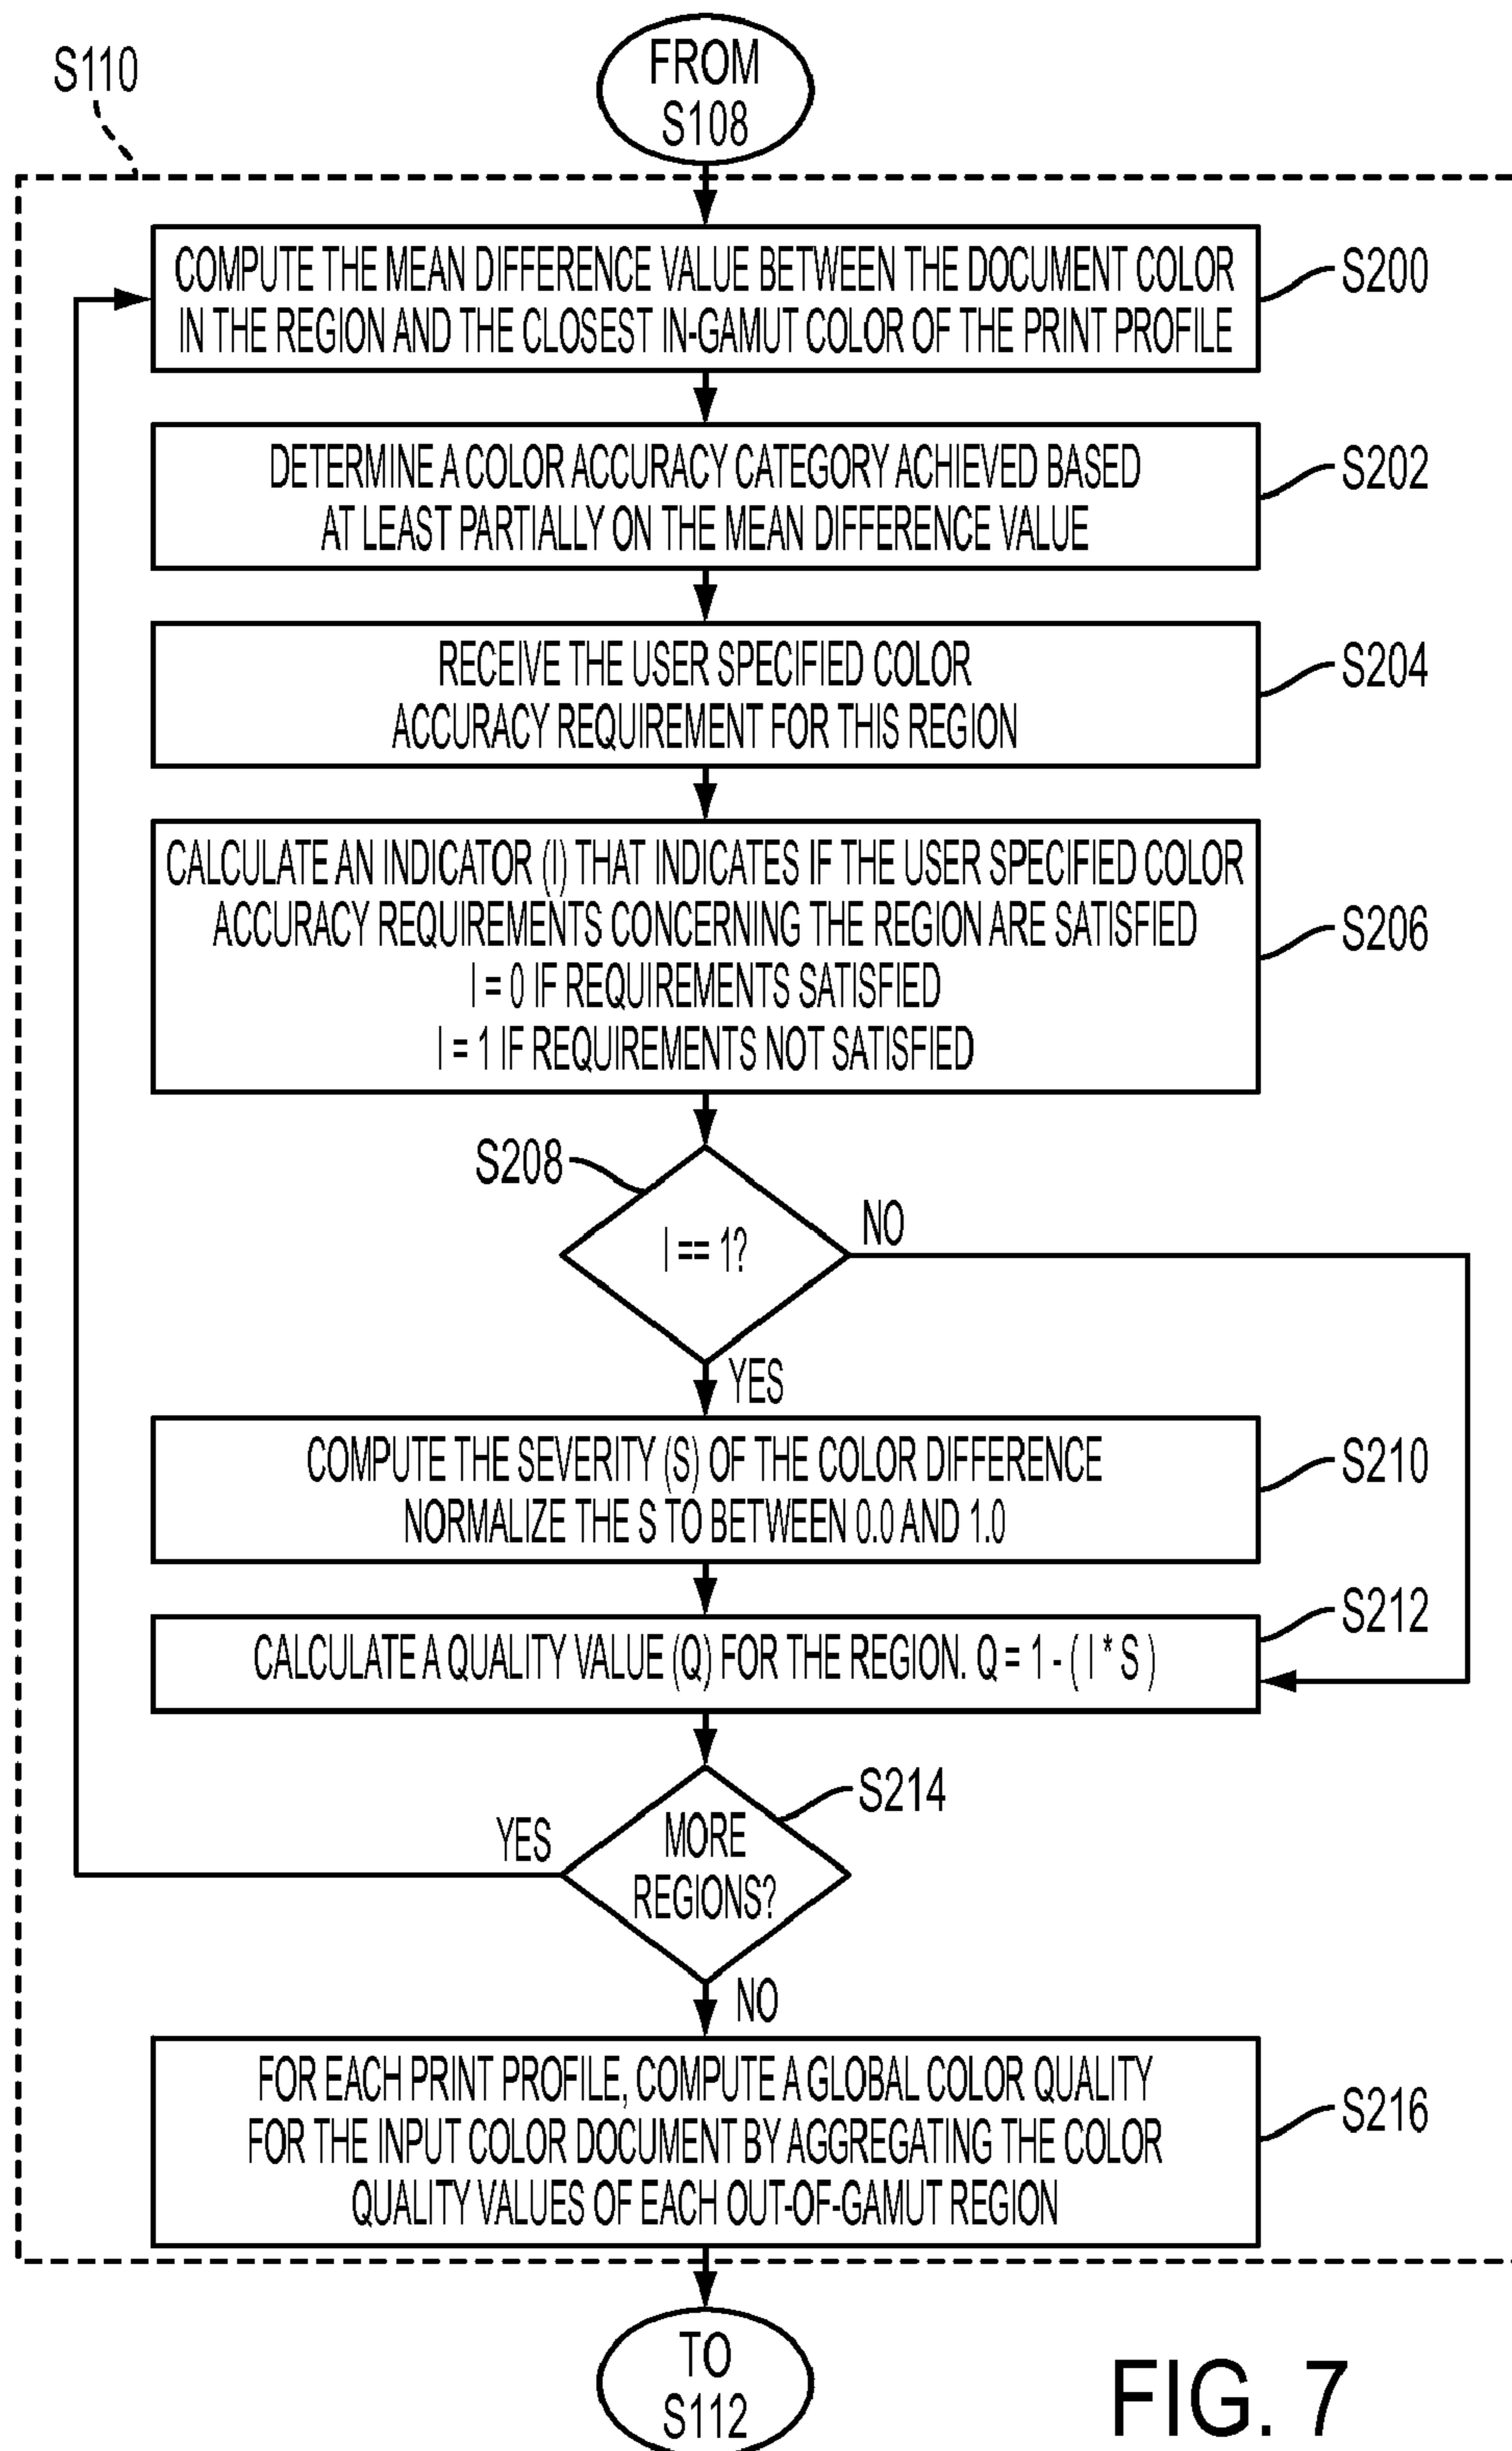 FROM
S108
S110
COMPUTE THE MEAN DIFFERENCE VALUE BETWEEN THE DOCUMENT COLOR
IN THE REGION AND THE CLOSEST IN-GAMUT COLOR OF THE PRINT PROFILE
S200
DETERMINE A COLOR ACCURACY CATEGORY ACHIEVED BASED
AT LEAST PARTIALLY ON THE MEAN DIFFERENCE VALUE
S202
RECEIVE THE USER SPECIFIED COLOR
ACCURACY REQUIREMENT FOR THIS REGION
S204
CALCULATE AN INDICATOR (I) THAT INDICATES IF THE USER SPECIFIED COLOR
ACCURACY REQUIREMENTS CONCERNING THE REGION ARE SATISFIED
I = 0 IF REQUIREMENTS SATISFIED
I = 1 IF REQUIREMENTS NOT SATISFIED
S206
S208
I == 1?
NO
YES
COMPUTE THE SEVERITY (S) OF THE COLOR DIFFERENCE
NORMALIZE THE S TO BETWEEN 0.0 AND 1.0
S210
CALCULATE A QUALITY VALUE (Q) FOR THE REGION. Q = 1 - ( I * S )
S212
S214
MORE
REGIONS?
YES
NO
FOR EACH PRINT PROFILE, COMPUTE A GLOBAL COLOR QUALITY
FOR THE INPUT COLOR DOCUMENT BY AGGREGATING THE COLOR
QUALITY VALUES OF EACH OUT-OF-GAMUT REGION
S216
TO
S112
FIG. 7